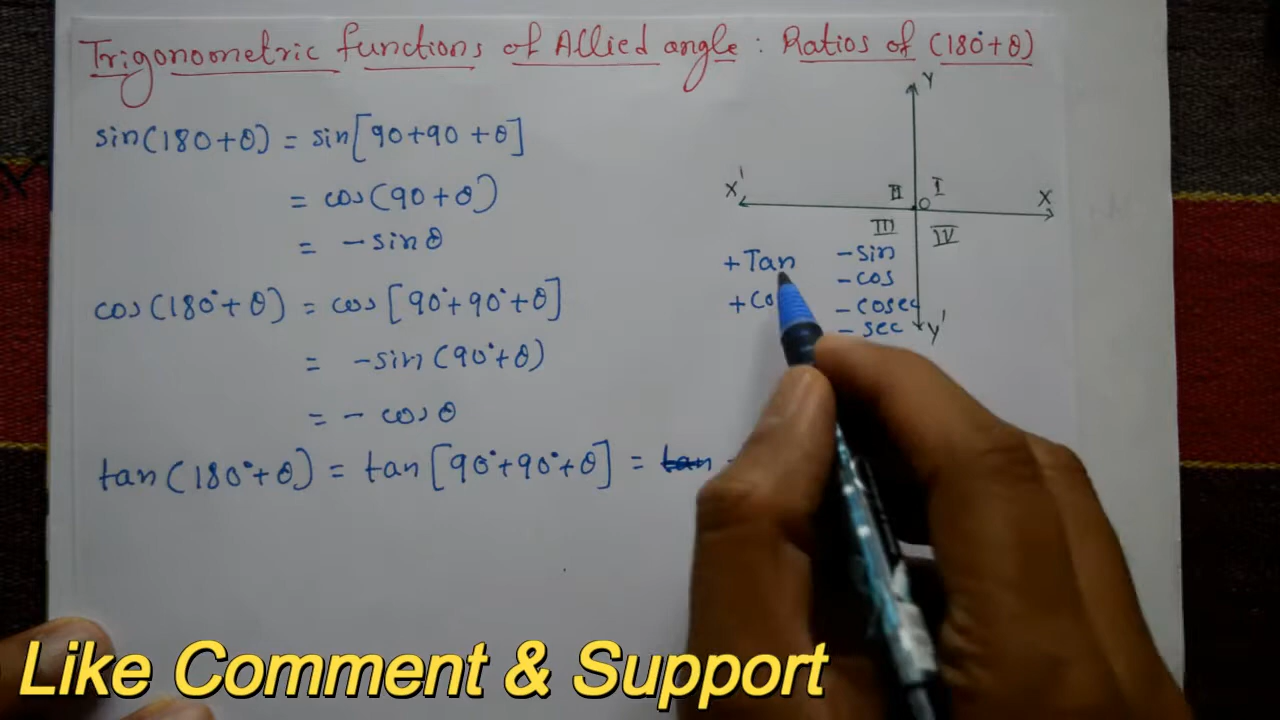 Trigonometric functions of Allied angle : Ratios of (180°+θ)
sin(180+θ) = sin[90+90 +θ]
= cos(90+θ)
= -sinθ
cos(180°+θ) = cos[90°+90°+θ]
= -sin(90°+θ)
= - cosθ
tan(180°+θ) = tan[90°+90°+θ] =
Y
X' II I O X
III IV
+Tan -sin
-cos
-cosec
- sec Y'
Like Comment & Support